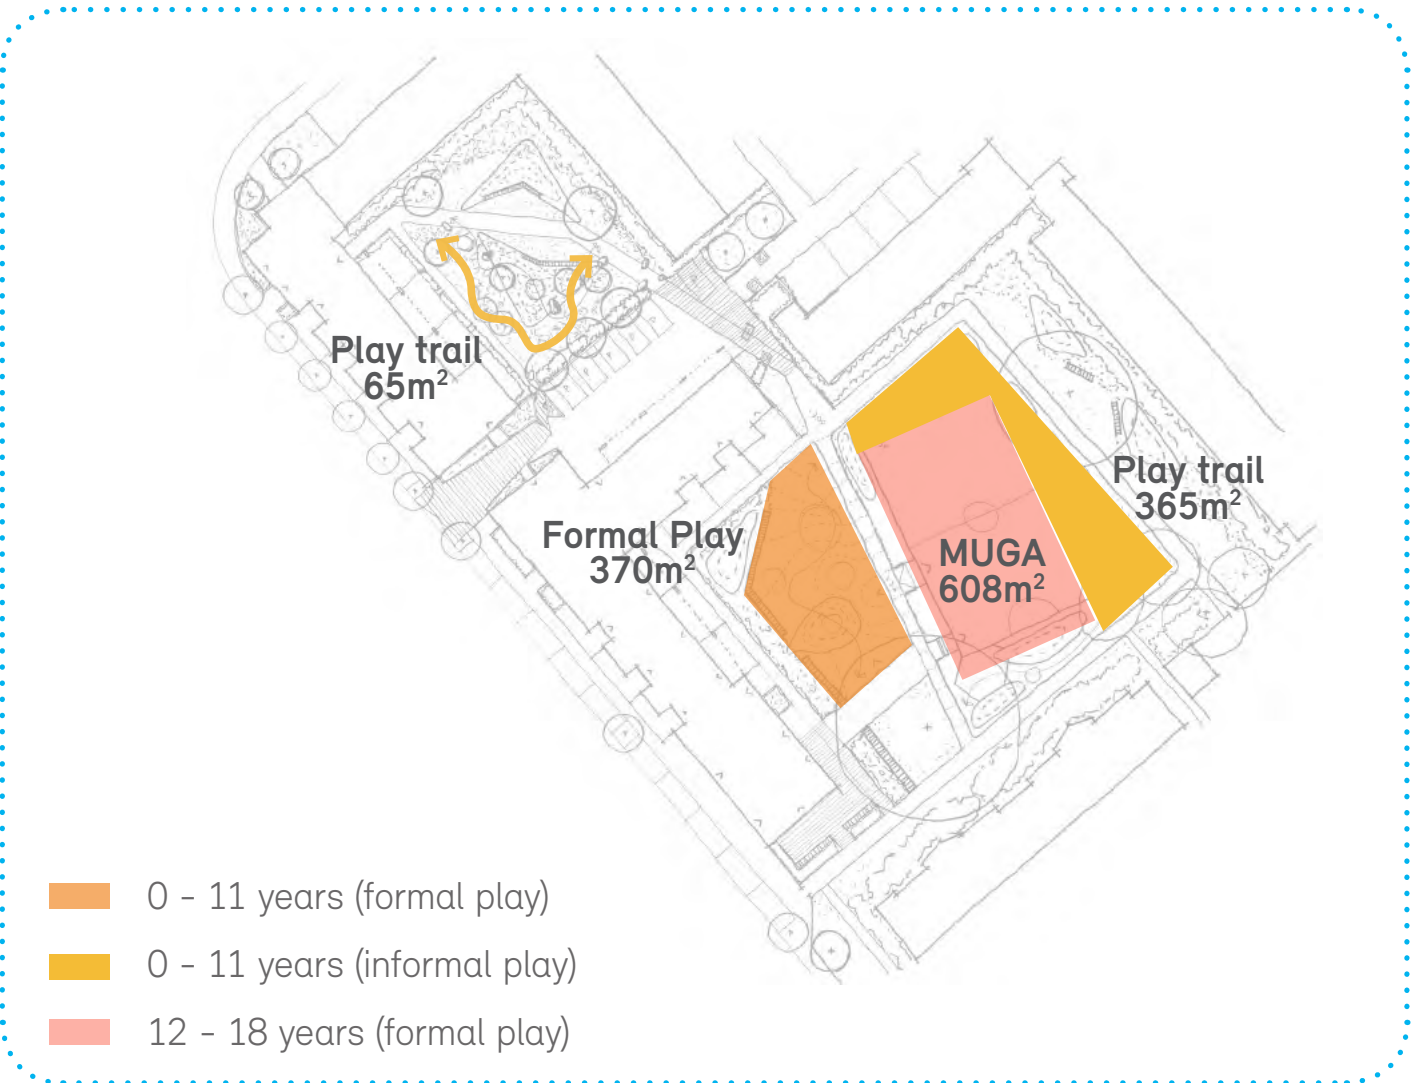 Play trail
65m²
Formal Play
370m²
MUGA
608m²
Play trail
365m²
0 - 11 years (formal play)
0 - 11 years (informal play)
12 - 18 years (formal play)